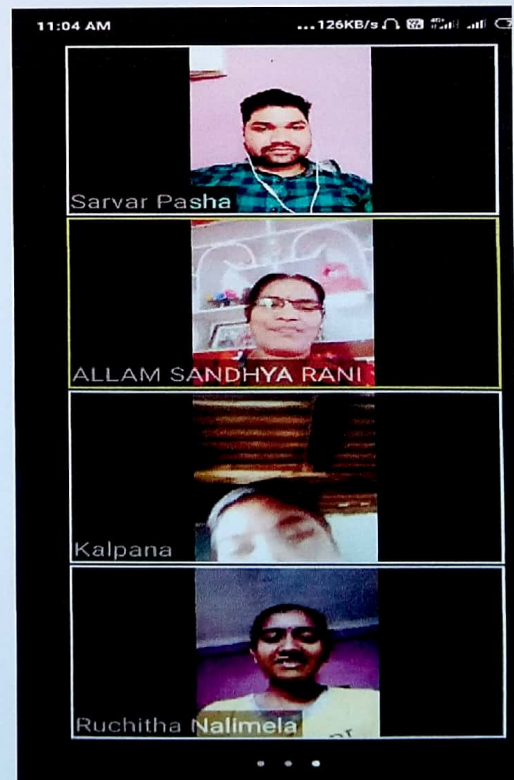 11:04 AM ...126KB/s
Sarvar Pasha
ALLAM SANDHYA RANI
Kalpana
Ruchitha Nalimela